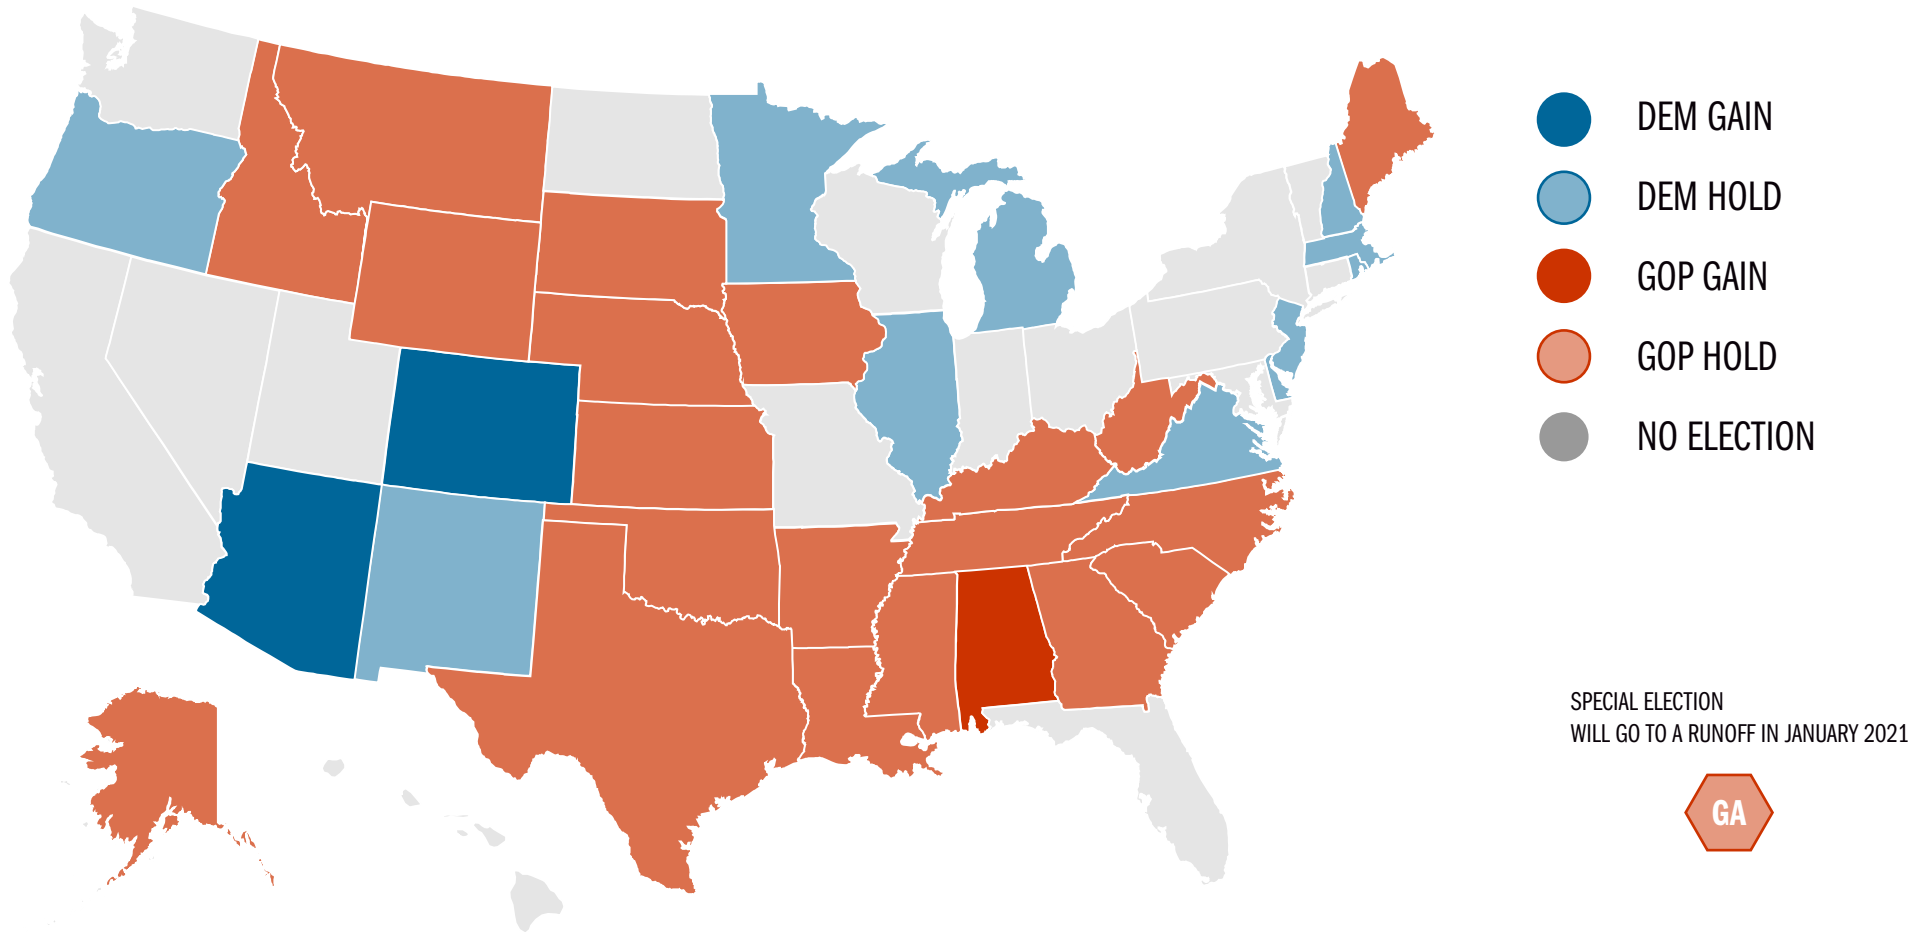 DEM GAIN
DEM HOLD
GOP GAIN
GOP HOLD
NO ELECTION
SPECIAL ELECTION
WILL GO TO A RUNOFF IN JANUARY 2021
GA